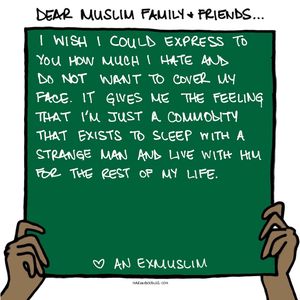 DEAR MUSLIM FAMILY + FRIENDS...
I WISH I COULD EXPRESS TO
YOU HOW MUCH I HATE AND
DO NOT WANT TO COVER MY
FACE. IT GIVES ME THE FEELING
THAT I'M JUST A COMMODITY
THAT EXISTS TO SLEEP WITH A
STRANGE MAN AND LIVE WITH HIM
FOR THE REST OF MY LIFE.
♡ AN EXMUSLIM